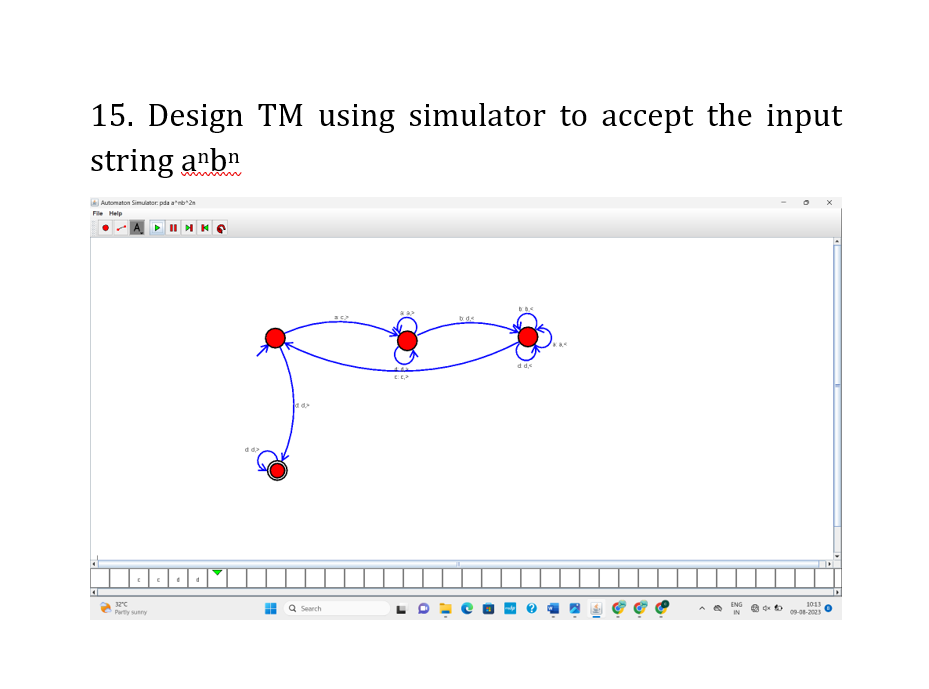 15. Design TM using simulator to accept the input
string aⁿbⁿ
Automaton Simulator: pda a^nb^2n
File Help
A
a: c,>
a: a,>
b: d,<
b: b,<
a: a,<
d: d,>
c: c,>
d: d,<
d: d,>
d: d,>
c c d d
32°C
Partly sunny
Search
ENG
IN
10:13
09-08-2023